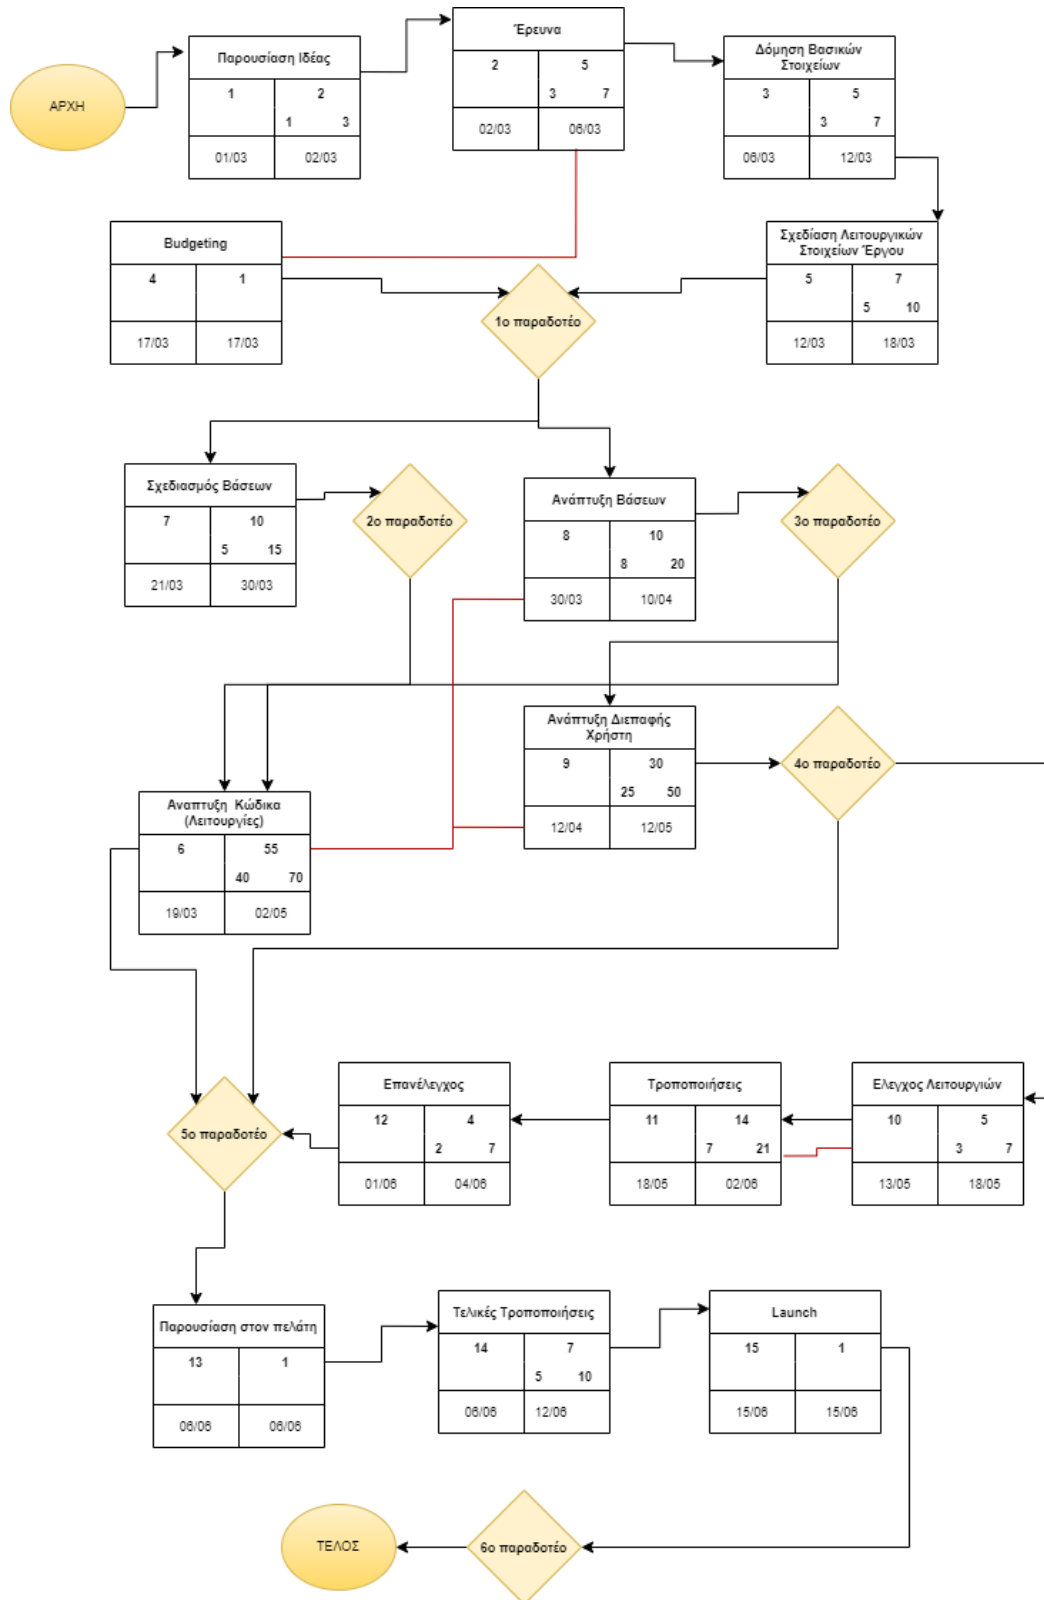 ΑΡΧΗ
Παρουσίαση Ιδέας
1 2
1 3
01/03 02/03
Έρευνα
2 5
3 7
02/03 06/03
Δόμηση Βασικών
Στοιχείων
3 5
3 7
06/03 12/03
Budgeting
4 1
17/03 17/03
1ο παραδοτέο
Σχεδίαση Λειτουργικών
Στοιχείων Έργου
5 7
5 10
12/03 18/03
Σχεδιασμός Βάσεων
7 10
5 15
21/03 30/03
2ο παραδοτέο
Ανάπτυξη Βάσεων
8 10
8 20
30/03 10/04
3ο παραδοτέο
Ανάπτυξη Διεπαφής
Χρήστη
9 30
25 50
12/04 12/05
4ο παραδοτέο
Αναπτυξη Κώδικα
(Λειτουργίες)
6 55
40 70
19/03 02/05
5ο παραδοτέο
Επανέλεγχος
12 4
2 7
01/06 04/06
Τροποποιήσεις
11 14
7 21
18/05 02/06
Ελεγχος Λειτουργιών
10 5
3 7
13/05 18/05
Παρουσίαση στον πελάτη
13 1
06/06 06/06
Τελικές Τροποποιήσεις
14 7
5 10
06/06 12/06
Launch
15 1
15/06 15/06
ΤΕΛΟΣ
6ο παραδοτέο